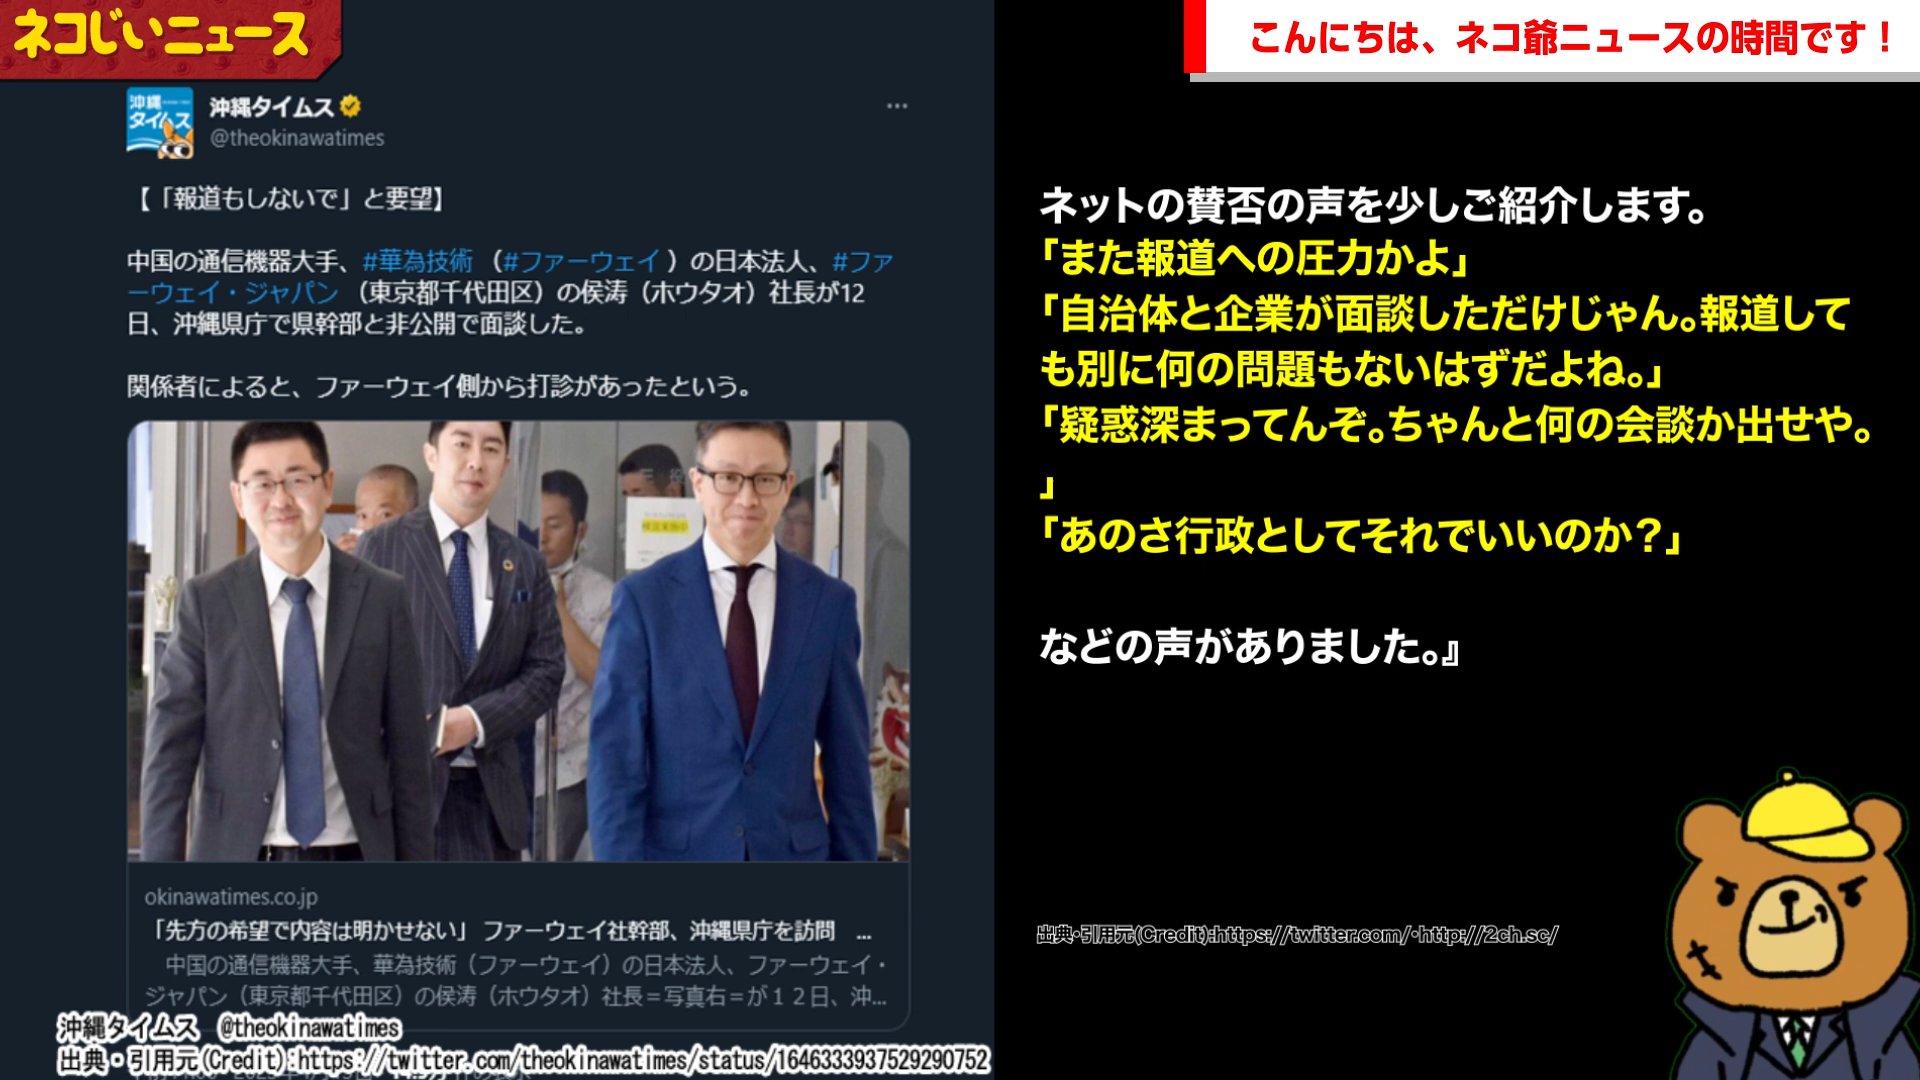 ネコじいニュース
こんにちは、ネコ爺ニュースの時間です！
沖縄タイムス
沖縄タイムス
@theokinawatimes
【「報道もしないで」と要望】
中国の通信機器大手、#華為技術 （#ファーウェイ ）の日本法人、#ファ
ーウェイ・ジャパン （東京都千代田区）の侯涛（ホウタオ）社長が12
日、沖縄県庁で県幹部と非公開で面談した。
関係者によると、ファーウェイ側から打診があったという。
okinawatimes.co.jp
「先方の希望で内容は明かせない」 ファーウェイ社幹部、沖縄県庁を訪問 ...
中国の通信機器大手、華為技術（ファーウェイ）の日本法人、ファーウェイ・
ジャパン（東京都千代田区）の侯涛（ホウタオ）社長＝写真右＝が１２日、沖...
沖縄タイムス @theokinawatimes
出典・引用元(Credit):https://twitter.com/theokinawatimes/status/1646333937529290752
ネットの賛否の声を少しご紹介します。
「また報道への圧力かよ」
「自治体と企業が面談しただけじゃん。報道して
も別に何の問題もないはずだよね。」
「疑惑深まってんぞ。ちゃんと何の会談か出せや。
」
「あのさ行政としてそれでいいのか？」
などの声がありました。』
出典・引用元(Credit):https://twitter.com/・http://2ch.sc/